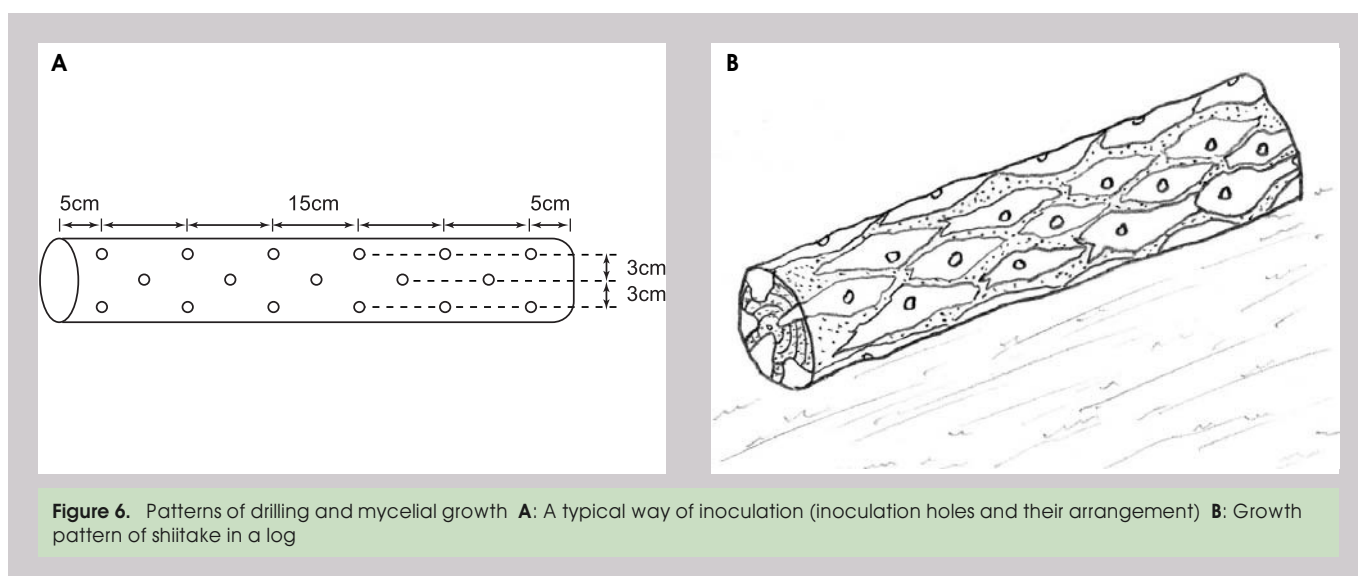 A
5cm 15cm 5cm
3cm
3cm
B
Figure 6. Patterns of drilling and mycelial growth A: A typical way of inoculation (inoculation holes and their arrangement) B: Growth
pattern of shiitake in a log